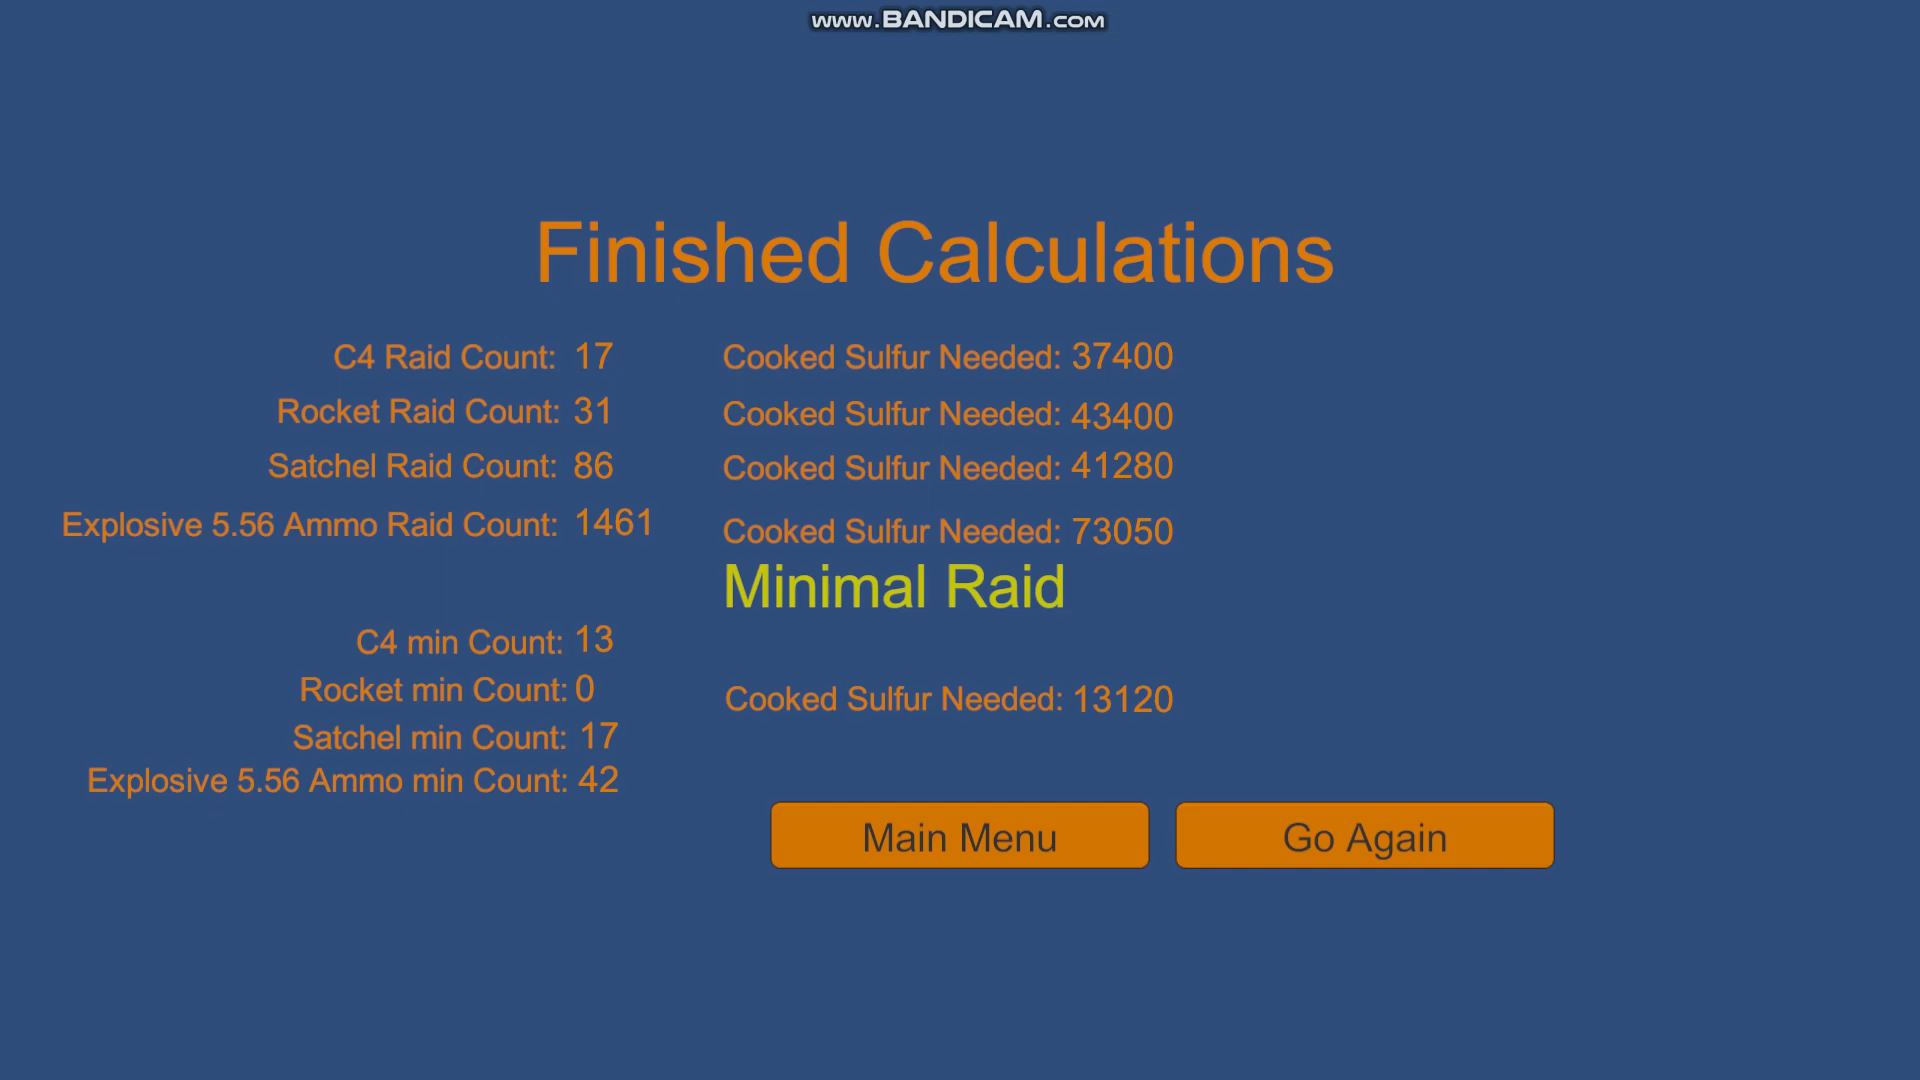 www.BANDICAM.com
Finished Calculations
C4 Raid Count: 17 Cooked Sulfur Needed: 37400
Rocket Raid Count: 31 Cooked Sulfur Needed: 43400
Satchel Raid Count: 86 Cooked Sulfur Needed: 41280
Explosive 5.56 Ammo Raid Count: 1461 Cooked Sulfur Needed: 73050
Minimal Raid
C4 min Count: 13
Rocket min Count: 0 Cooked Sulfur Needed: 13120
Satchel min Count: 17
Explosive 5.56 Ammo min Count: 42
Main Menu Go Again